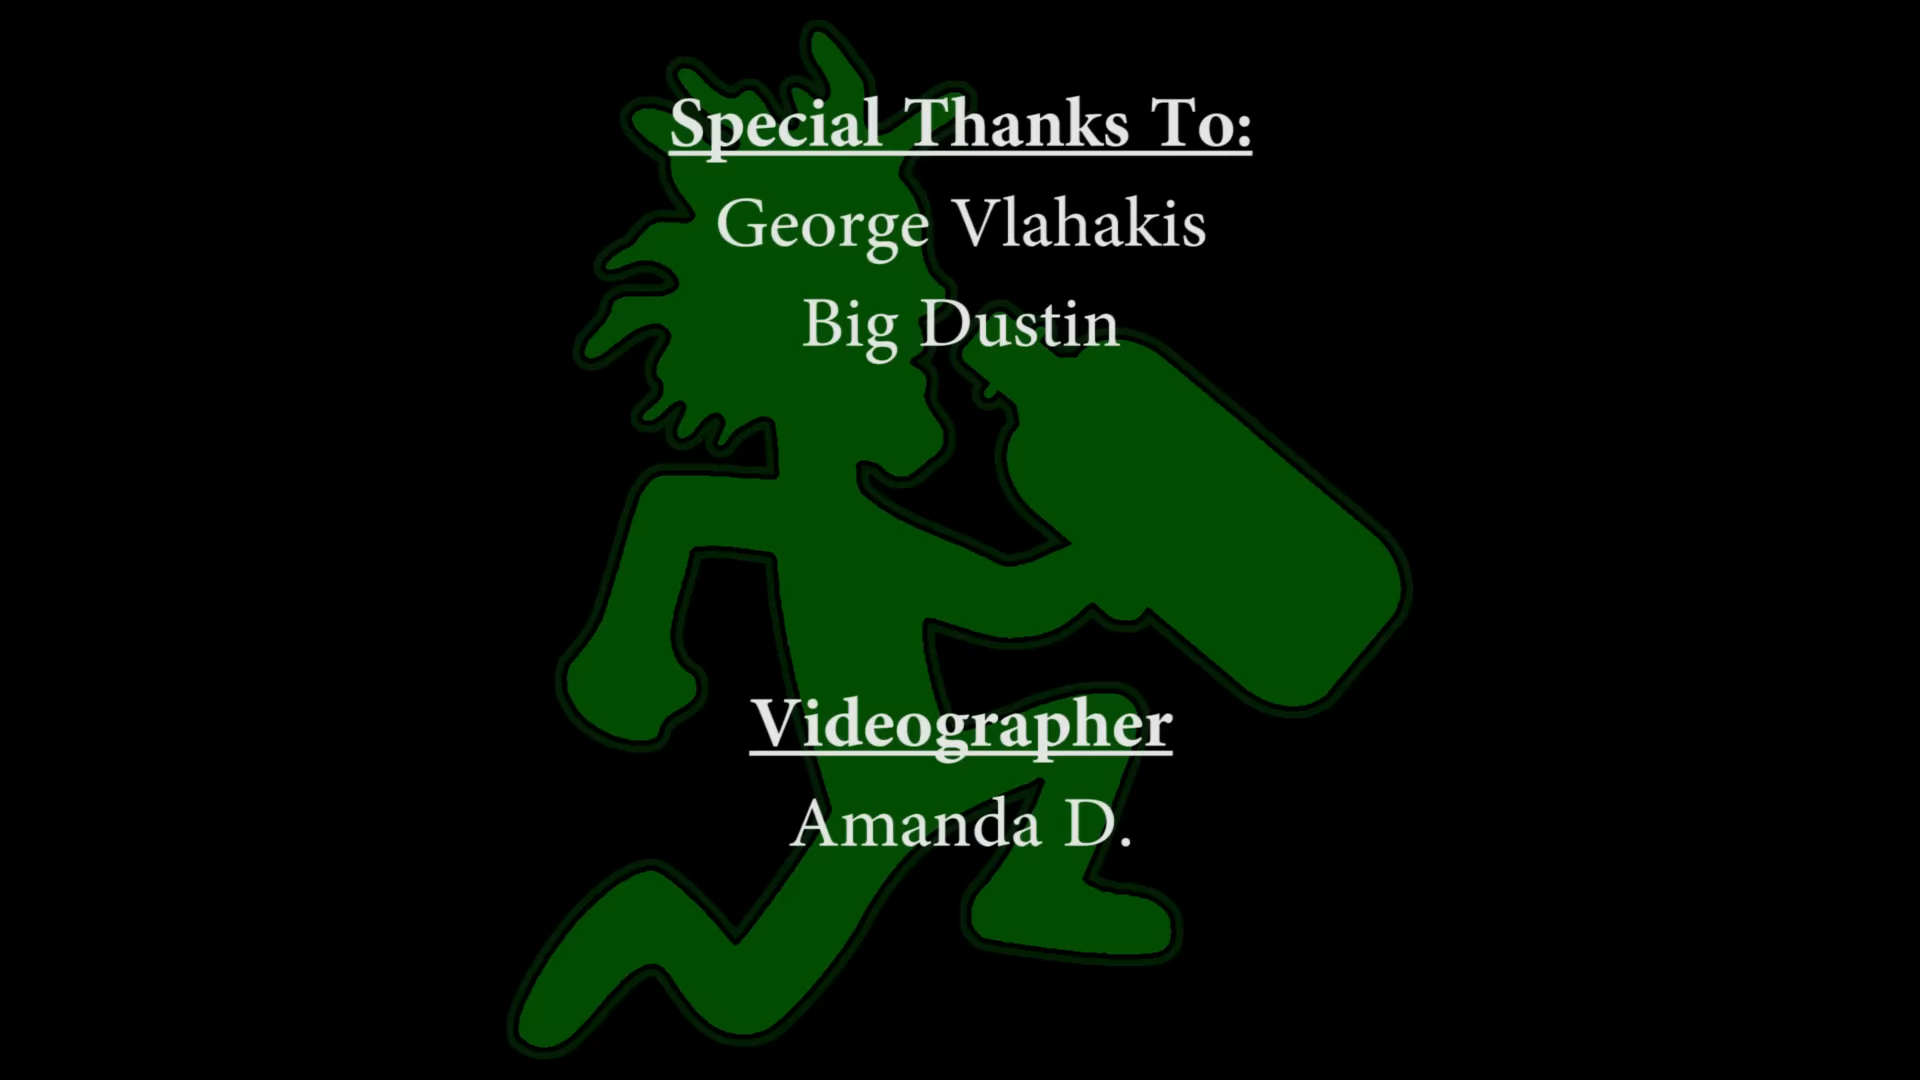 Special Thanks To:
George Vlahakis
Big Dustin
Videographer
Amanda D.